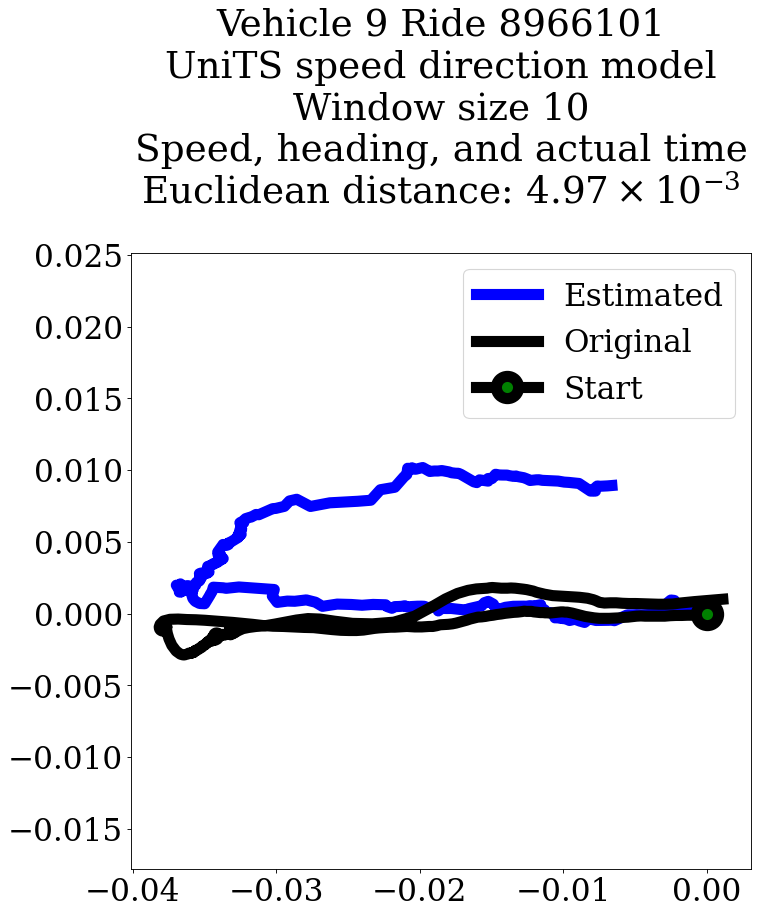 Vehicle 9 Ride 8966101
UniTS speed direction model
Window size 10
Speed, heading, and actual time
Euclidean distance: 4.97 × 10⁻³
0.025
0.020
0.015
0.010
0.005
0.000
−0.005
−0.010
−0.015
Estimated
Original
Start
−0.04
−0.03
−0.02
−0.01
0.00